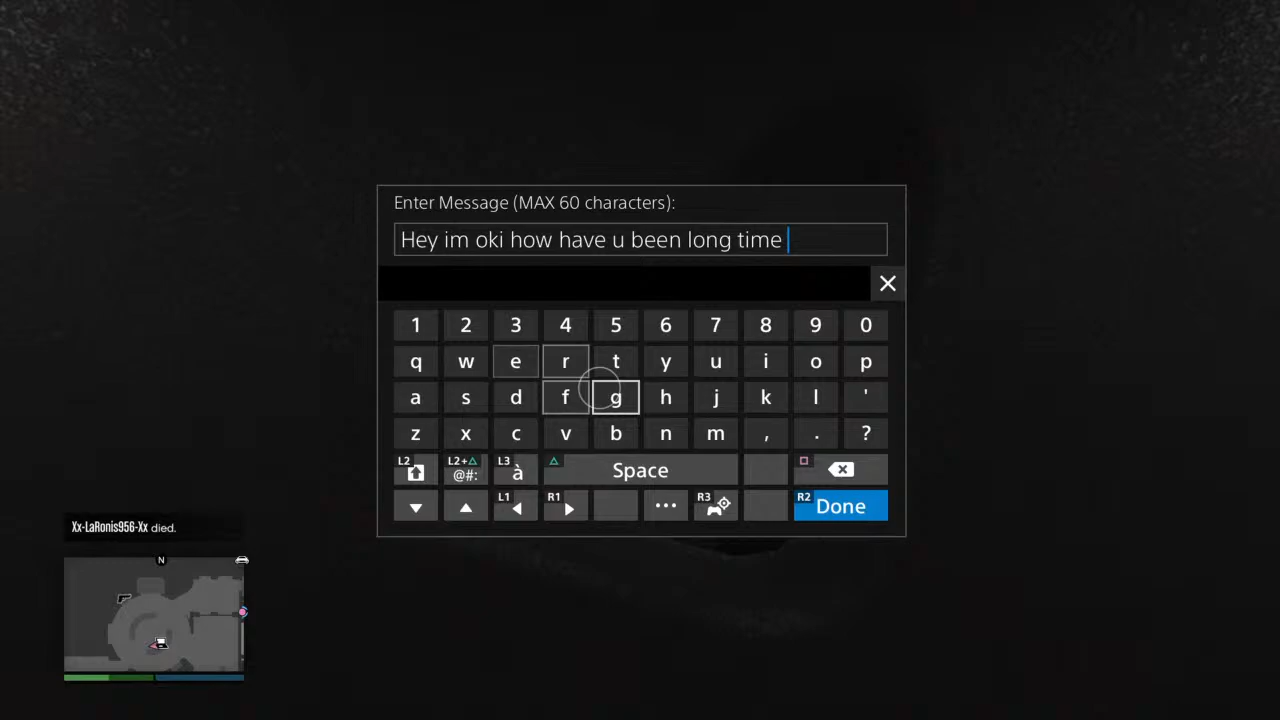 Enter Message (MAX 60 characters):
Hey im oki how have u been long time
1 2 3 4 5 6 7 8 9 0
q w e r t y u i o p
a s d f g h j k l '
z x c v b n m , . ?
L2 L2+△ @#: L3 à △ Space
L1 R1 ... R3 R2 Done
Xx-LaRonis956-Xx died.
N